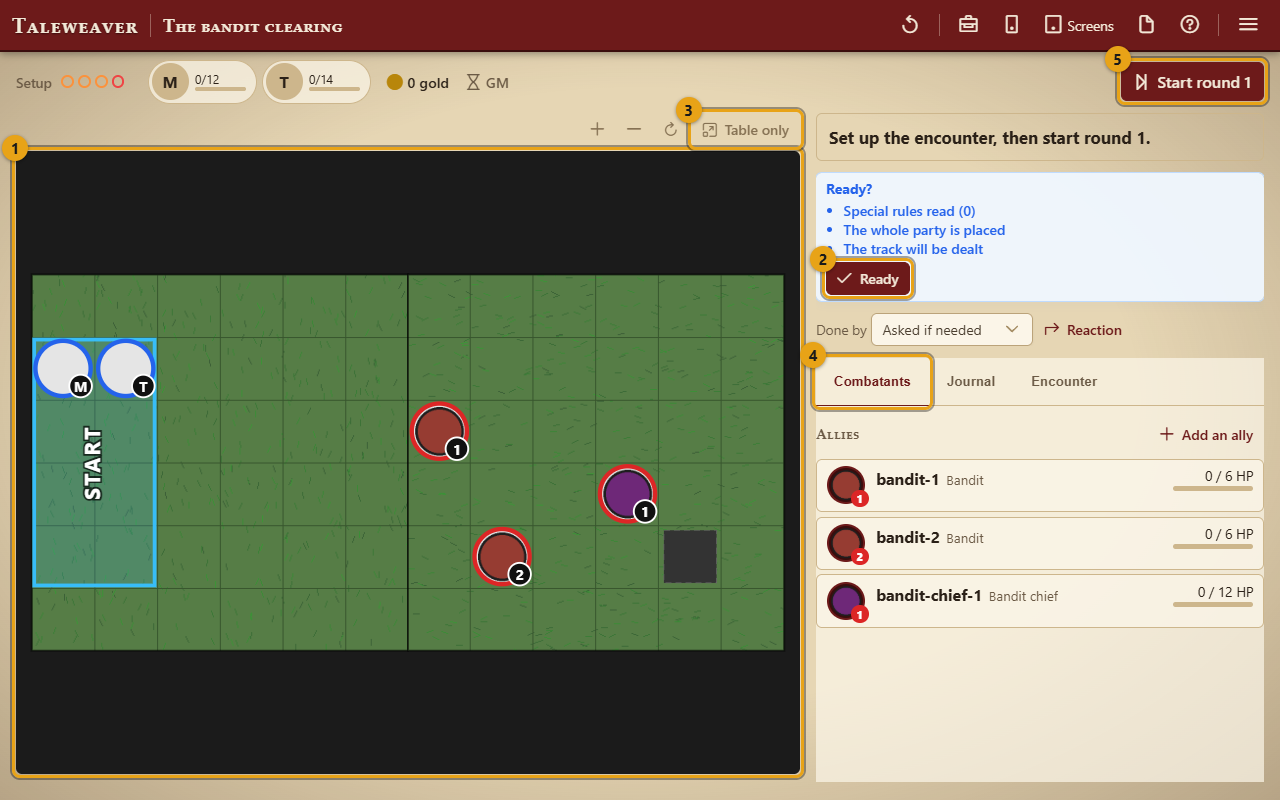 Taleweaver The bandit clearing Screens
5
Setup M 0/12 T 0/14 0 gold GM Start round 1
3 Table only
1
Set up the encounter, then start round 1.
Ready?
• Special rules read (0)
• The whole party is placed
• The track will be dealt
2 Ready
Done by Asked if needed Reaction
4
Combatants Journal Encounter
Allies Add an ally
bandit-1 Bandit 0 / 6 HP
1
bandit-2 Bandit 0 / 6 HP
2
bandit-chief-1 Bandit chief 0 / 12 HP
1
M T
START
1
1
2